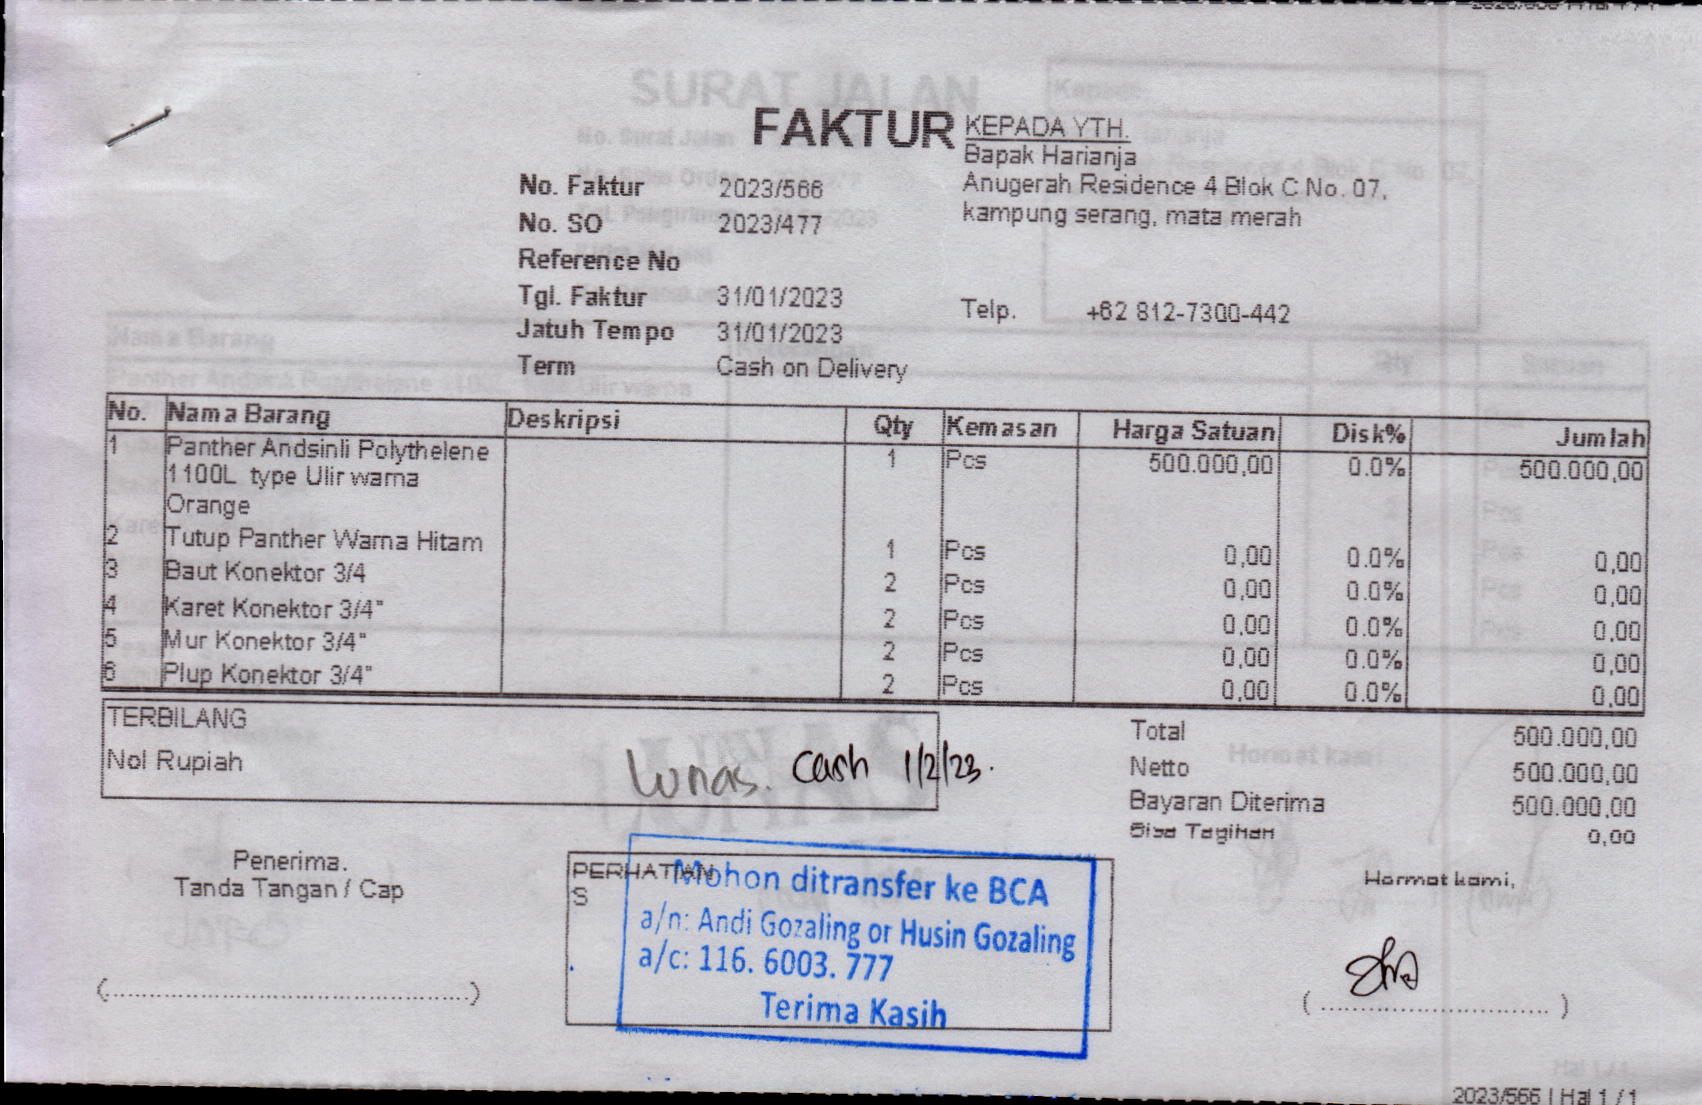 FAKTUR
KEPADA YTH.
Bapak Harianja
Anugerah Residence 4 Blok C No. 07,
kampung serang, mata merah
No. Faktur 2023/566
No. SO 2023/477
Reference No
Tgl. Faktur 31/01/2023
Jatuh Tempo 31/01/2023
Term Cash on Delivery
Telp. +62 812-7300-442
No. Nama Barang Deskripsi Qty Kemasan Harga Satuan Disk% Jumlah
1 Panther Andsinli Polythelene 1 Pcs 500.000,00 0.0% 500.000,00
1100L type Ulir warna
Orange
2 Tutup Panther Warna Hitam 1 Pcs 0,00 0.0% 0,00
3 Baut Konektor 3/4 2 Pcs 0,00 0.0% 0,00
4 Karet Konektor 3/4" 2 Pcs 0,00 0.0% 0,00
5 Mur Konektor 3/4" 2 Pcs 0,00 0.0% 0,00
6 Plup Konektor 3/4" 2 Pcs 0,00 0.0% 0,00
TERBILANG
Nol Rupiah
Lunas. Cash 1/2/23.
Total 500.000,00
Netto 500.000,00
Bayaran Diterima 500.000,00
Sisa Tagihan 0,00
Penerima.
Tanda Tangan / Cap
(................................................)
PERHATIAN
S
Mohon ditransfer ke BCA
a/n: Andi Gozaling or Husin Gozaling
a/c: 116. 6003. 777
Terima Kasih
Hormat kami,
( .............................. )
2023/566 | Hal 1 / 1
SURAT JALAN